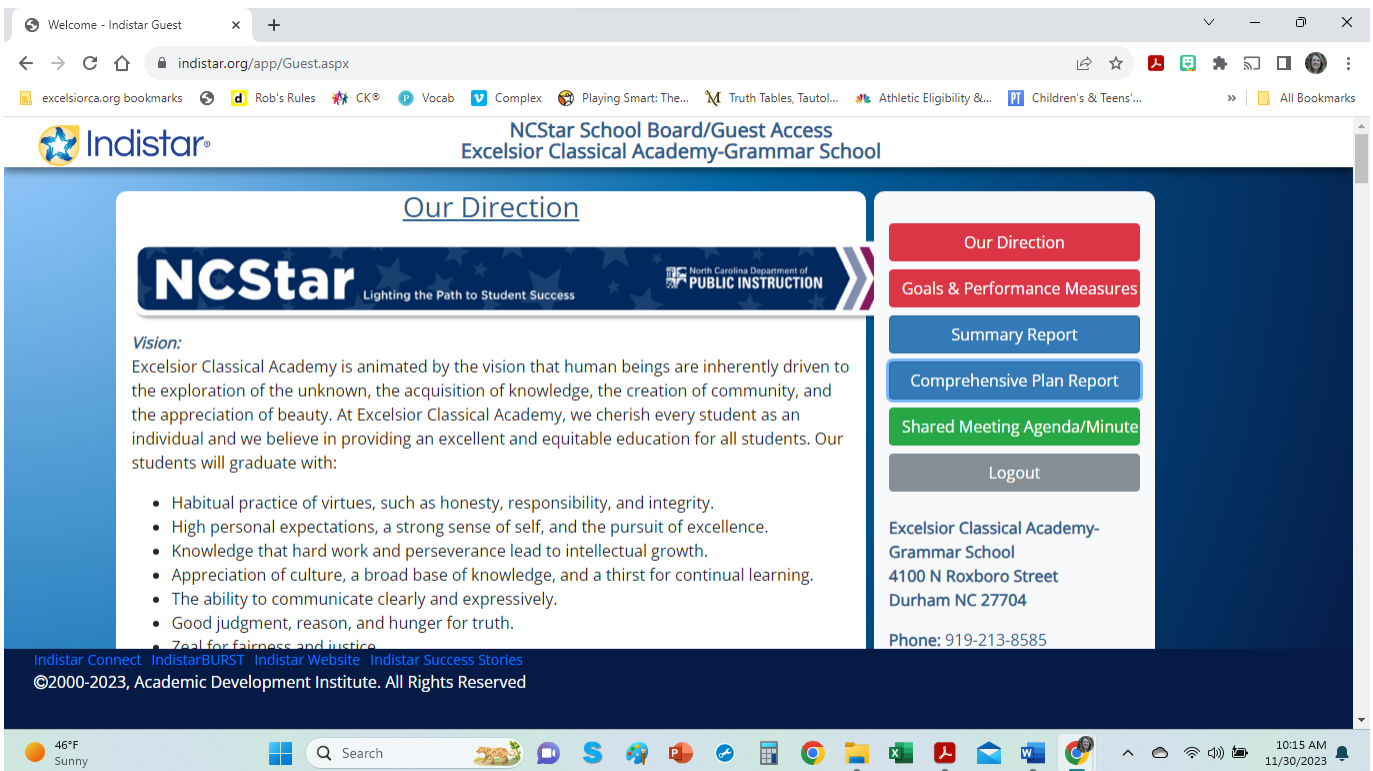 Welcome - Indistar Guest
indistar.org/app/Guest.aspx
excelsiorca.org bookmarks
d Rob's Rules
CK®
Vocab
Complex
Playing Smart: The...
Truth Tables, Tautol...
Athletic Eligibility &...
PT Children's & Teens'...
»
All Bookmarks
Indistar®
NCStar School Board/Guest Access
Excelsior Classical Academy-Grammar School
Our Direction
NCStar Lighting the Path to Student Success
North Carolina Department of
PUBLIC INSTRUCTION
Vision:
Excelsior Classical Academy is animated by the vision that human beings are inherently driven to
the exploration of the unknown, the acquisition of knowledge, the creation of community, and
the appreciation of beauty. At Excelsior Classical Academy, we cherish every student as an
individual and we believe in providing an excellent and equitable education for all students. Our
students will graduate with:
• Habitual practice of virtues, such as honesty, responsibility, and integrity.
• High personal expectations, a strong sense of self, and the pursuit of excellence.
• Knowledge that hard work and perseverance lead to intellectual growth.
• Appreciation of culture, a broad base of knowledge, and a thirst for continual learning.
• The ability to communicate clearly and expressively.
• Good judgment, reason, and hunger for truth.
• Zeal for fairness and justice
Our Direction
Goals & Performance Measures
Summary Report
Comprehensive Plan Report
Shared Meeting Agenda/Minute
Logout
Excelsior Classical Academy-
Grammar School
4100 N Roxboro Street
Durham NC 27704
Phone: 919-213-8585
Indistar Connect IndistarBURST Indistar Website Indistar Success Stories
©2000-2023, Academic Development Institute. All Rights Reserved
46°F
Sunny
Search
10:15 AM
11/30/2023